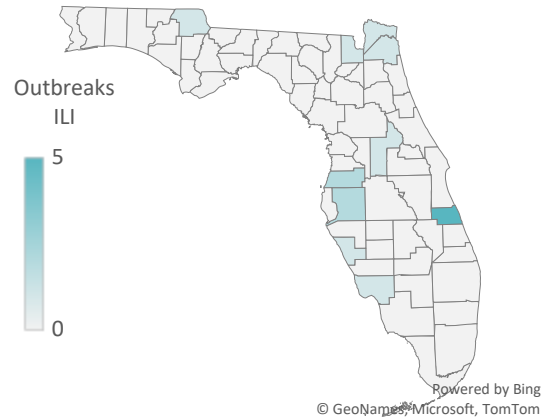 Outbreaks
ILI
5
0
Powered by Bing
© GeoNames, Microsoft, TomTom